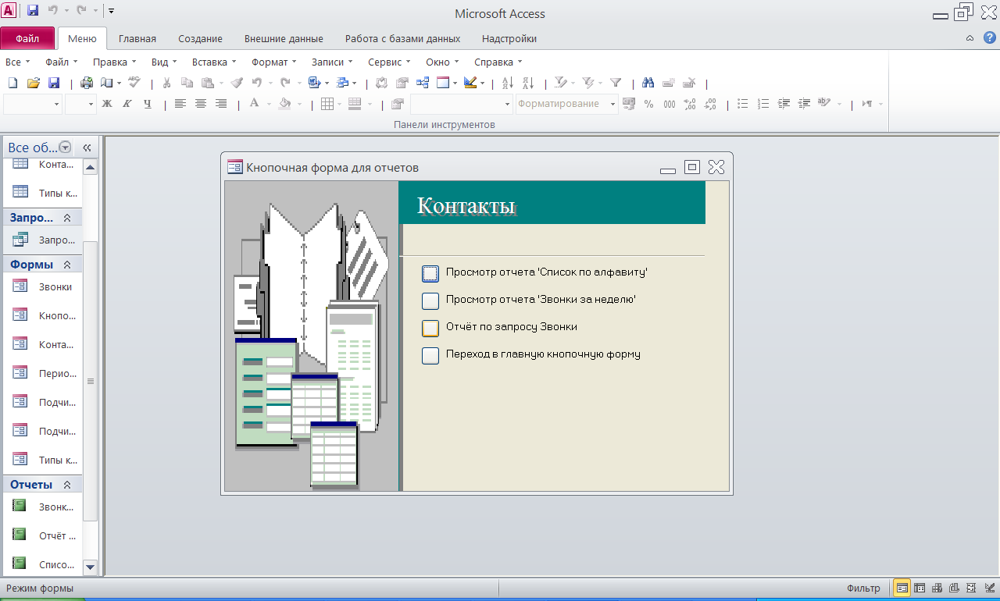 Microsoft Access
Файл Меню Главная Создание Внешние данные Работа с базами данных Надстройки
Все Файл Правка Вид Вставка Формат Записи Сервис Окно Справка
Ж К Ч А Форматирование % 000
Панели инструментов
Все об...
Конта...
Типы к...
Запро...
Запро...
Формы
Звонки
Кнопо...
Конта...
Перио...
Подчи...
Подчи...
Типы к...
Отчеты
Звонк...
Отчёт ...
Списо...
Кнопочная форма для отчетов
Контакты
Просмотр отчета 'Список по алфавиту'
Просмотр отчета 'Звонки за неделю'
Отчёт по запросу Звонки
Переход в главную кнопочную форму
Режим формы Фильтр